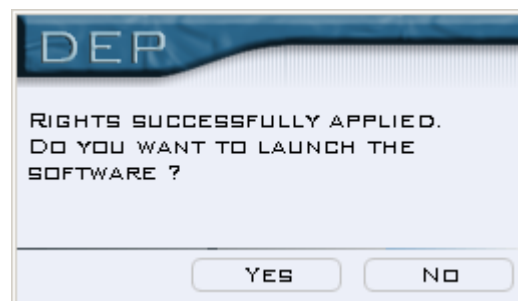 DEP
Rights successfully applied.
Do you want to launch the
software ?
Yes
No